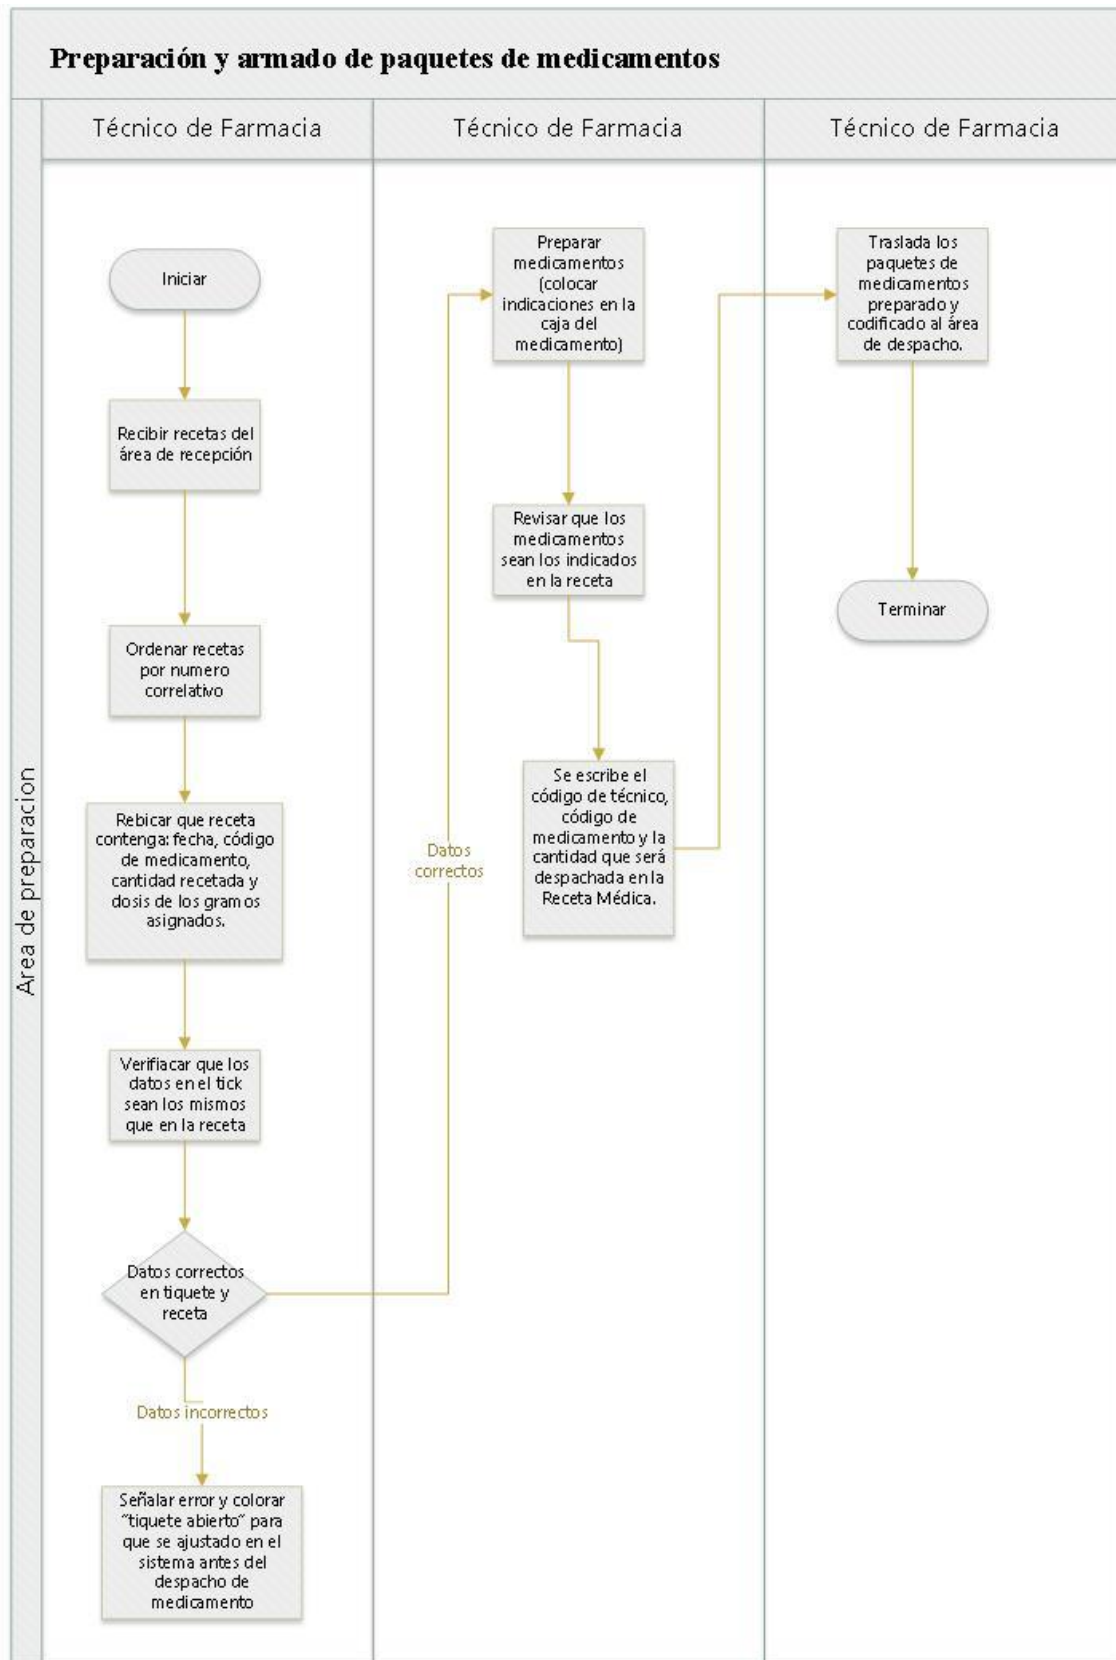 Preparación y armado de paquetes de medicamentos
Técnico de Farmacia
Técnico de Farmacia
Técnico de Farmacia
Area de preparacion
Iniciar
Recibir recetas del
área de recepción
Ordenar recetas
por numero
correlativo
Rebicar que receta
contenga: fecha, código
de medicamento,
cantidad recetada y
dosis de los gramos
asignados.
Verifiacar que los
datos en el tick
sean los mismos
que en la receta
Datos correctos
en tiquete y
receta
Datos incorrectos
Señalar error y colorar
“tiquete abierto” para
que se ajustado en el
sistema antes del
despacho de
medicamento
Datos
correctos
Preparar
medicamentos
(colocar
indicaciones en la
caja del
medicamento)
Revisar que los
medicamentos
sean los indicados
en la receta
Se escribe el
código de técnico,
código de
medicamento y la
cantidad que será
despachada en la
Receta Médica.
Traslada los
paquetes de
medicamentos
preparado y
codificado al área
de despacho.
Terminar